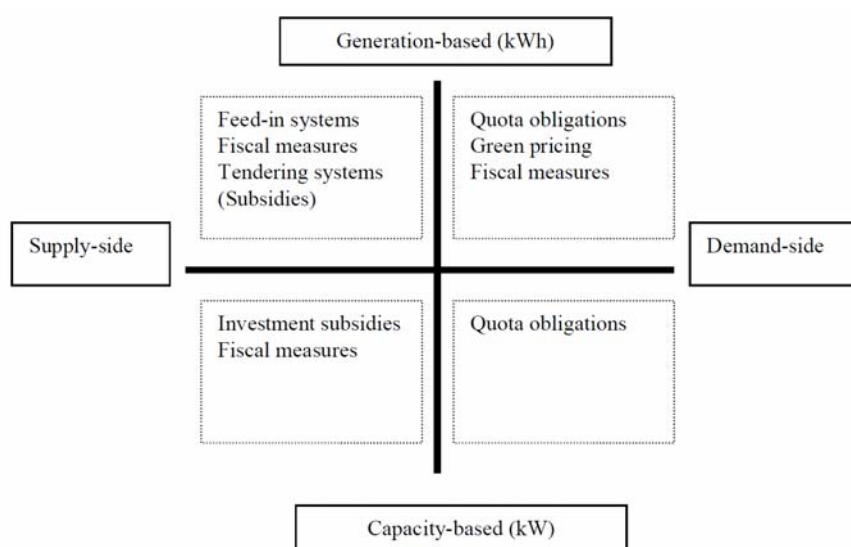 Generation-based (kWh)
Feed-in systems
Fiscal measures
Tendering systems
(Subsidies)
Quota obligations
Green pricing
Fiscal measures
Supply-side
Demand-side
Investment subsidies
Fiscal measures
Quota obligations
Capacity-based (kW)